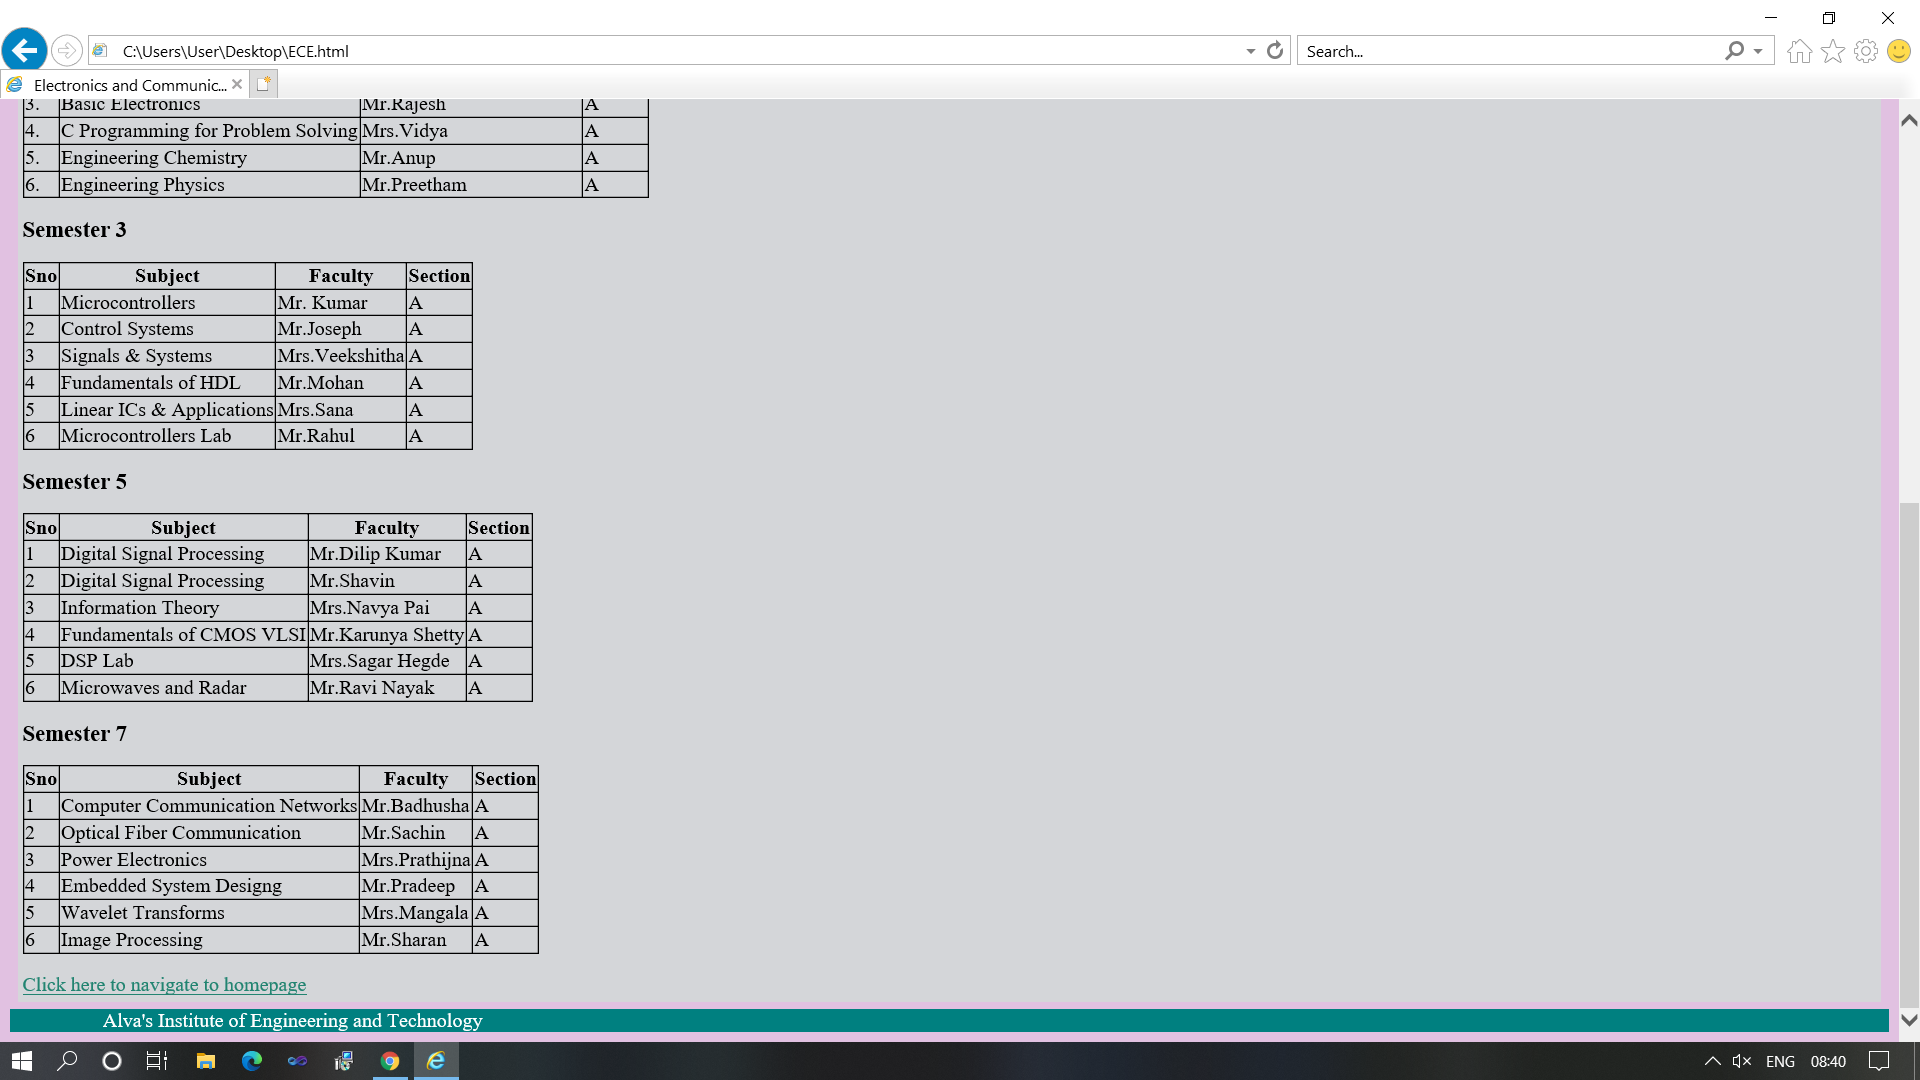 C:\Users\User\Desktop\ECE.html
Search...
Electronics and Communic...
3. Basic Electronics Mr.Rajesh A
4. C Programming for Problem Solving Mrs.Vidya A
5. Engineering Chemistry Mr.Anup A
6. Engineering Physics Mr.Preetham A
Semester 3
Sno Subject Faculty Section
1 Microcontrollers Mr. Kumar A
2 Control Systems Mr.Joseph A
3 Signals & Systems Mrs.Veekshitha A
4 Fundamentals of HDL Mr.Mohan A
5 Linear ICs & Applications Mrs.Sana A
6 Microcontrollers Lab Mr.Rahul A
Semester 5
Sno Subject Faculty Section
1 Digital Signal Processing Mr.Dilip Kumar A
2 Digital Signal Processing Mr.Shavin A
3 Information Theory Mrs.Navya Pai A
4 Fundamentals of CMOS VLSI Mr.Karunya Shetty A
5 DSP Lab Mrs.Sagar Hegde A
6 Microwaves and Radar Mr.Ravi Nayak A
Semester 7
Sno Subject Faculty Section
1 Computer Communication Networks Mr.Badhusha A
2 Optical Fiber Communication Mr.Sachin A
3 Power Electronics Mrs.Prathijna A
4 Embedded System Designg Mr.Pradeep A
5 Wavelet Transforms Mrs.Mangala A
6 Image Processing Mr.Sharan A
Click here to navigate to homepage
Alva's Institute of Engineering and Technology
ENG 08:40